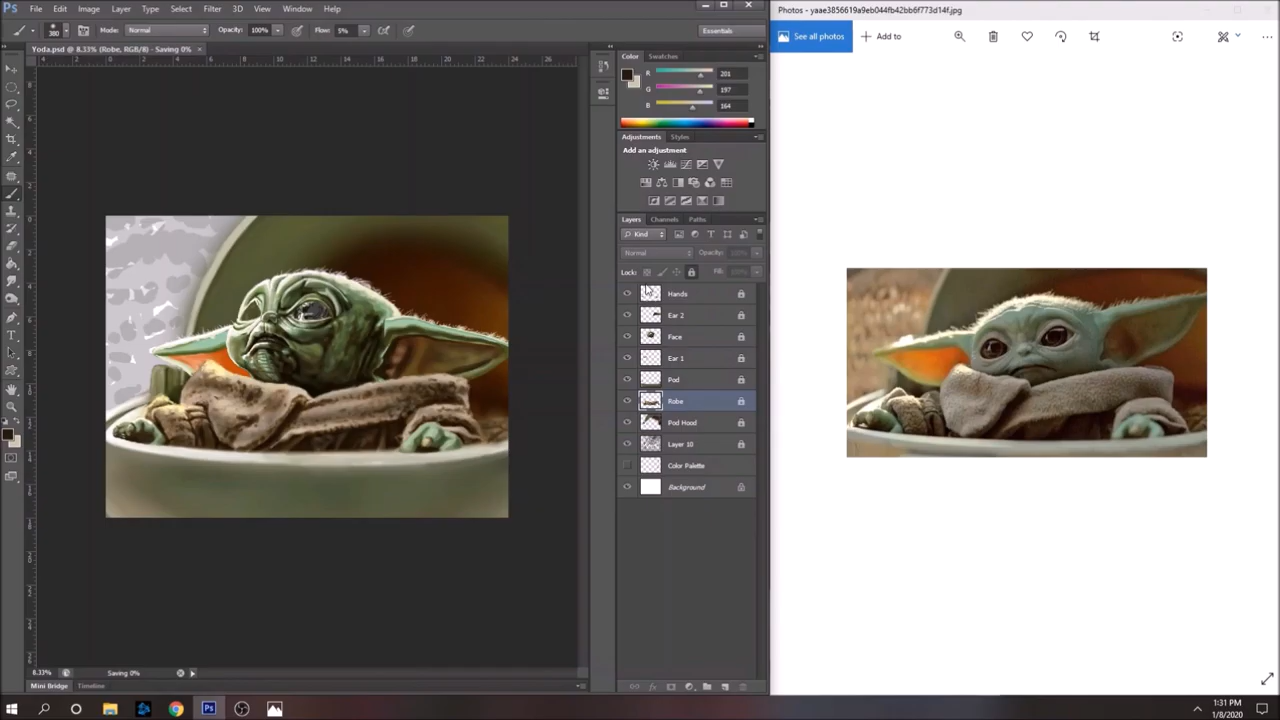 Ps File Edit Image Layer Type Select Filter 3D View Window Help
Photos - yaae3856619a9eb044fb42bb6f773d14f.jpg
380 Mode: Normal Opacity: 100% Flow: 5% Essentials
See all photos Add to
Yoda.psd @ 8.33% (Robe, RGB/8) - Saving 0% ×
Color Swatches
R 201
G 197
B 164
Adjustments Styles
Add an adjustment
Layers Channels Paths
Kind
Normal Opacity: 100%
Lock: Fill: 100%
Hands
Ear 2
Face
Ear 1
Pod
Robe
Pod Hood
Layer 10
Color Palette
Background
8.33% Saving 0%
Mini Bridge Timeline
1:31 PM
1/8/2020